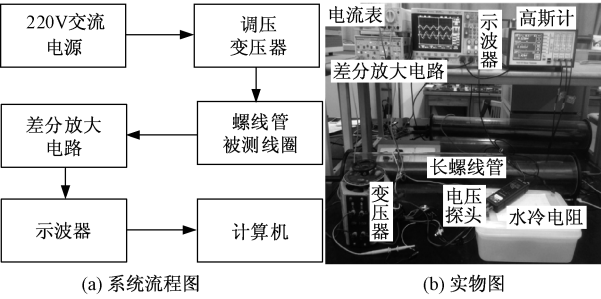 220V交流
电源
调压
变压器
差分放大
电路
螺线管
被测线圈
示波器
计算机
(a) 系统流程图
电流表
示波器
高斯计
差分放大电路
长螺线管
变压器
电压
探头
水冷电阻
(b) 实物图